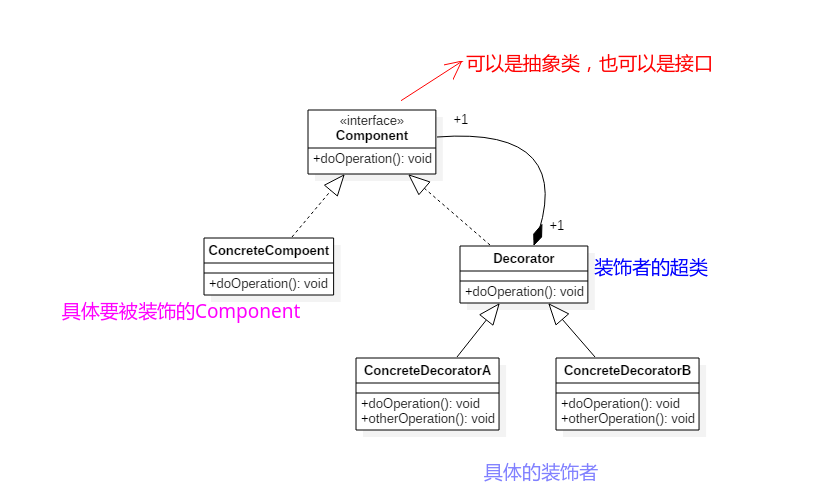 可以是抽象类，也可以是接口
«interface»
Component
+doOperation(): void
+1
+1
ConcreteCompoent
+doOperation(): void
具体要被装饰的Component
Decorator
+doOperation(): void
装饰者的超类
ConcreteDecoratorA
+doOperation(): void
+otherOperation(): void
ConcreteDecoratorB
+doOperation(): void
+otherOperation(): void
具体的装饰者